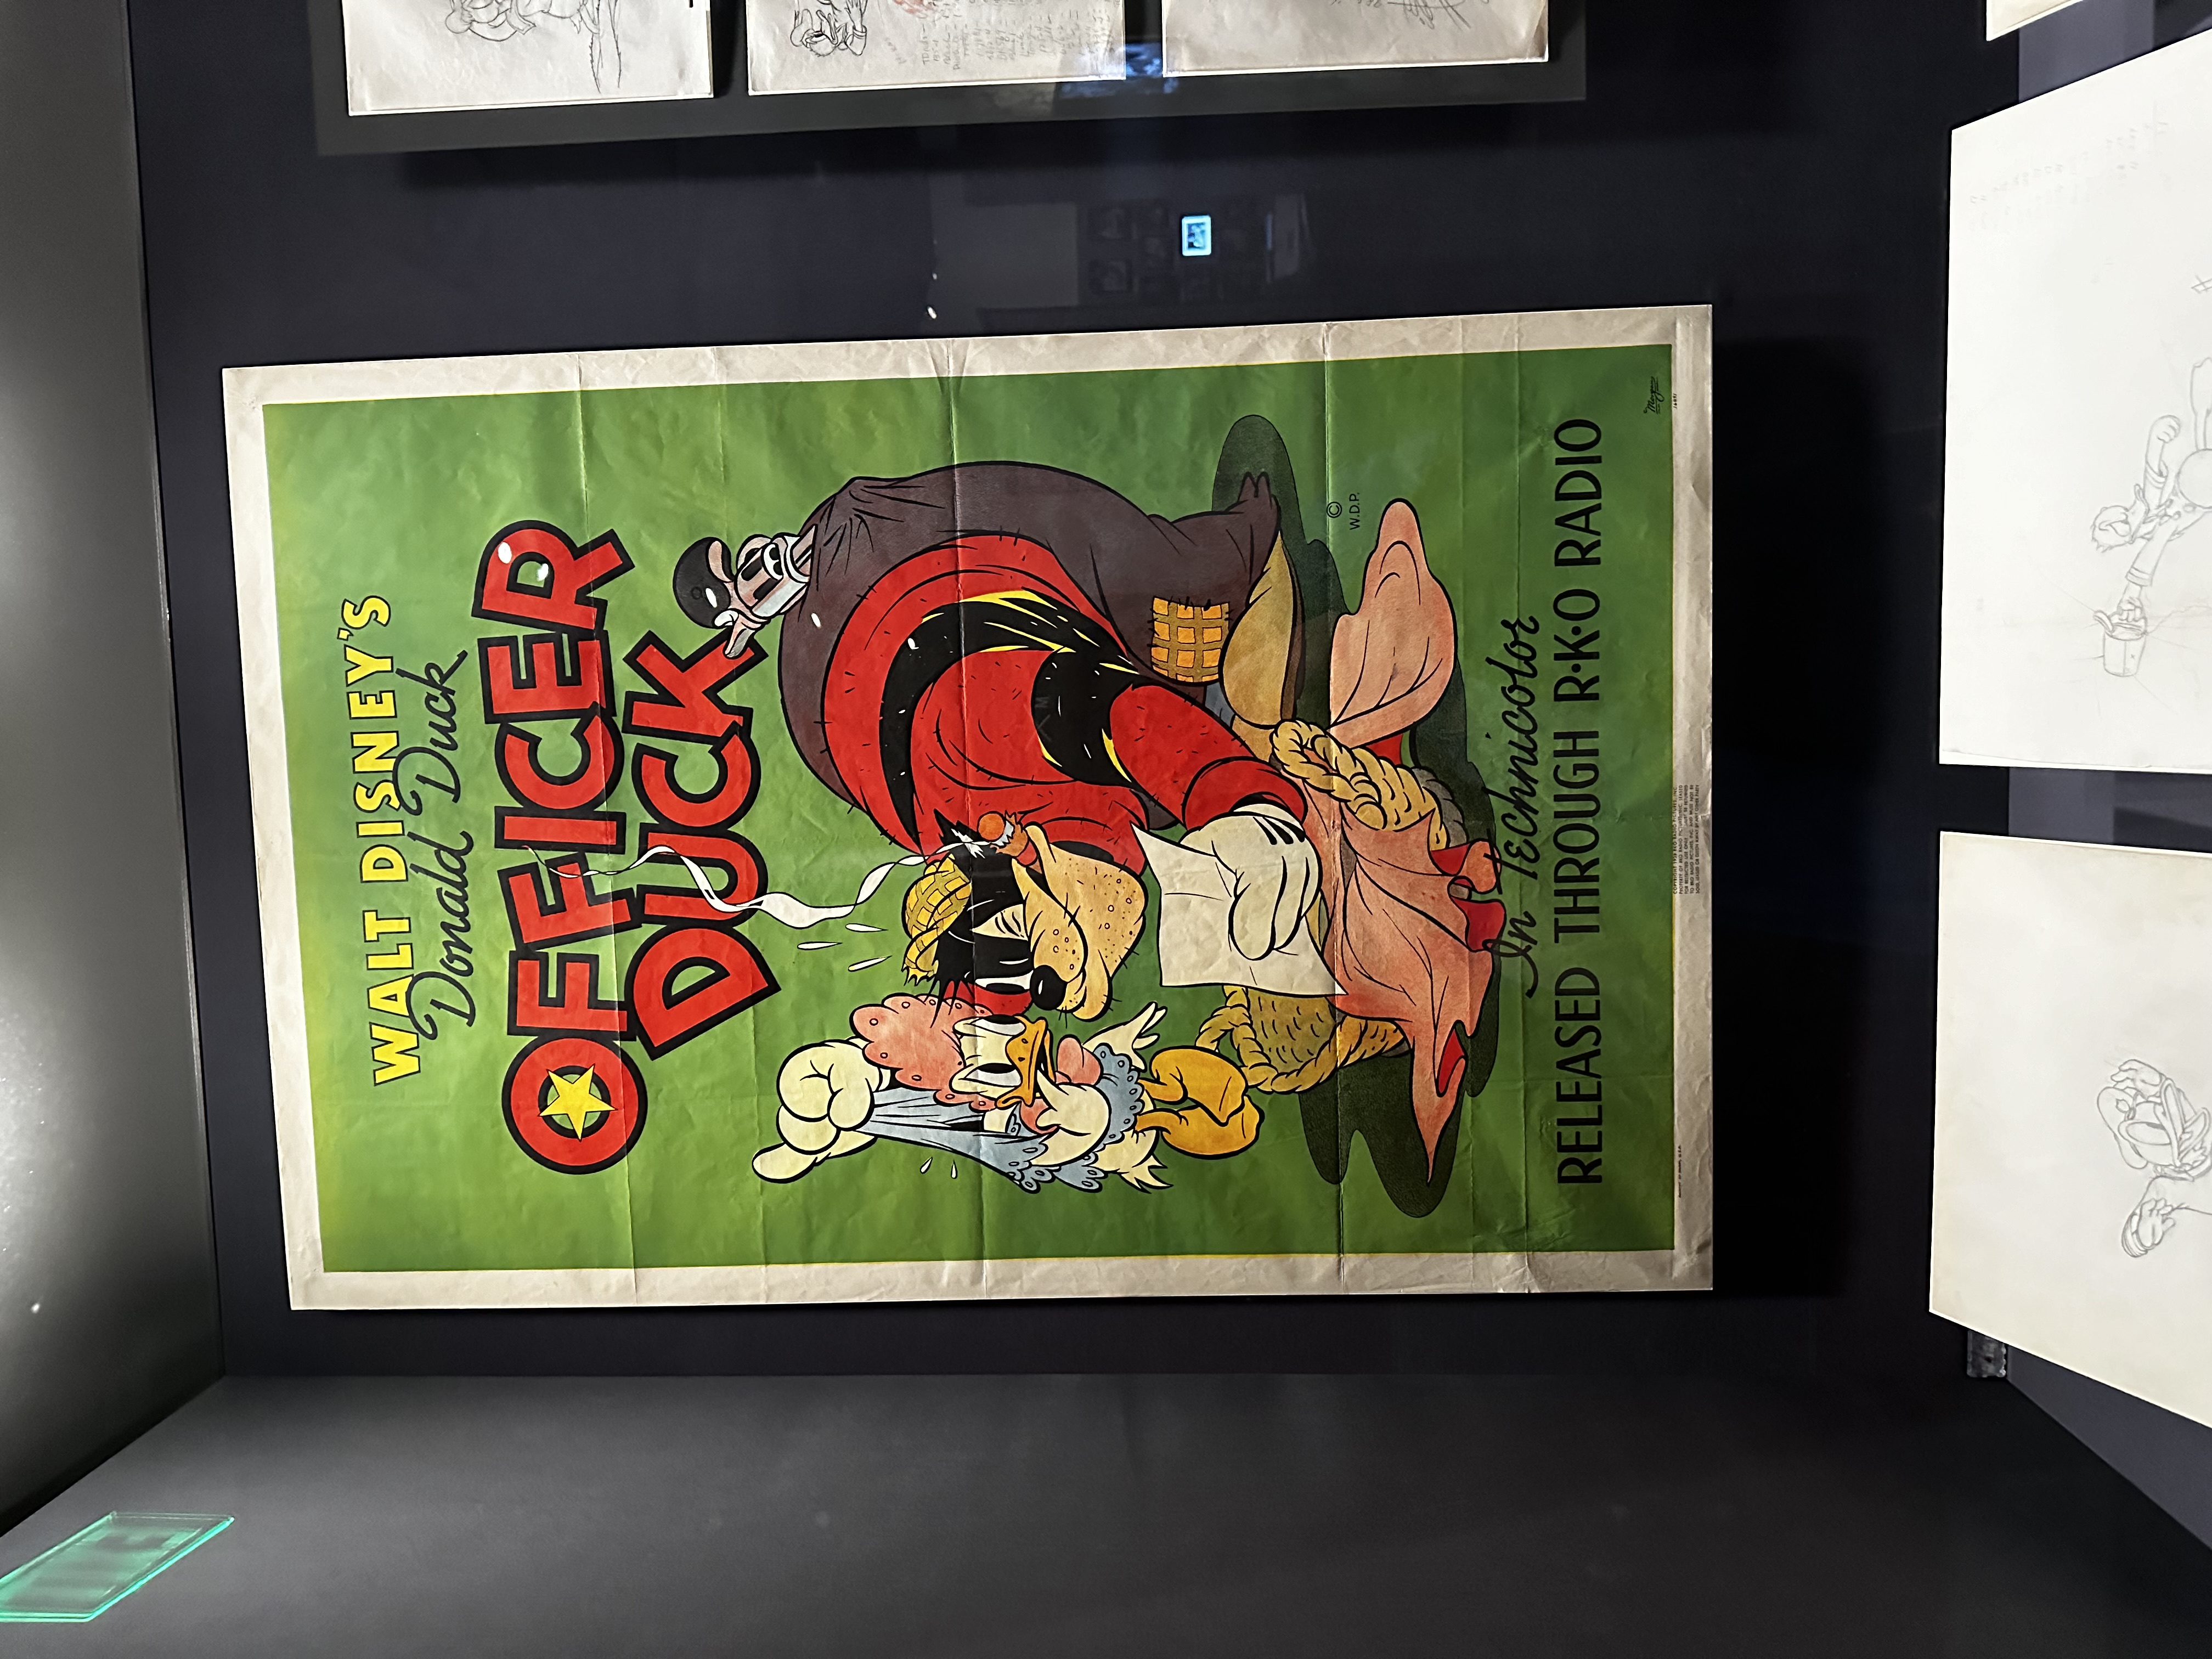 WALT DISNEY'S
Donald Duck
OFFICER
DUCK
© W.D.P.
In Technicolor
RELEASED THROUGH R·K·O RADIO